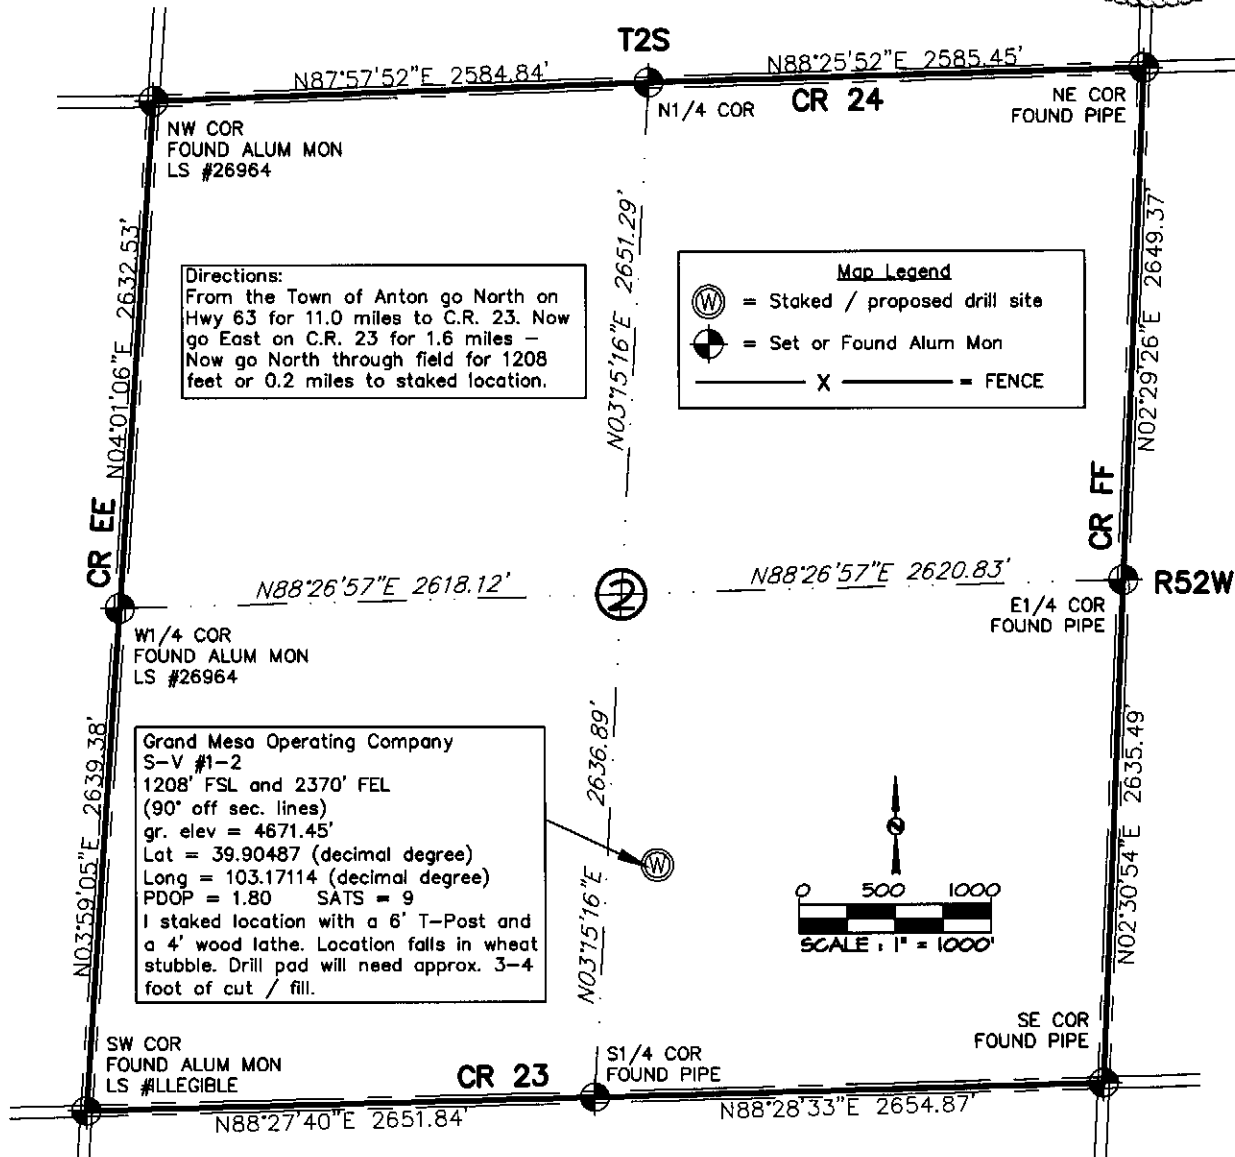 T2S
N87°57'52"E 2584.84'
N88°25'52"E 2585.45'
N1/4 COR
CR 24
NE COR
FOUND PIPE
NW COR
FOUND ALUM MON
LS #26964
N04°01'06"E 2632.53'
N03°15'16"E 2651.29'
N02°29'26"E 2649.37'
Directions:
From the Town of Anton go North on
Hwy 63 for 11.0 miles to C.R. 23. Now
go East on C.R. 23 for 1.6 miles –
Now go North through field for 1208
feet or 0.2 miles to staked location.
Map Legend
W = Staked / proposed drill site
= Set or Found Alum Mon
X = FENCE
CR EE
CR FF
N88°26'57"E 2618.12'
2
N88°26'57"E 2620.83'
R52W
W1/4 COR
FOUND ALUM MON
LS #26964
E1/4 COR
FOUND PIPE
N03°59'05"E 2639.38'
Grand Mesa Operating Company
S-V #1-2
1208' FSL and 2370' FEL
(90° off sec. lines)
gr. elev = 4671.45'
Lat = 39.90487 (decimal degree)
Long = 103.17114 (decimal degree)
PDOP = 1.80 SATS = 9
I staked location with a 6' T-Post and
a 4' wood lathe. Location falls in wheat
stubble. Drill pad will need approx. 3-4
foot of cut / fill.
N03°15'16"E 2636.89'
W
N
0 500 1000
SCALE : 1" = 1000'
N02°30'54"E 2635.49'
SW COR
FOUND ALUM MON
LS #ILLEGIBLE
CR 23
S1/4 COR
FOUND PIPE
SE COR
FOUND PIPE
N88°27'40"E 2651.84'
N88°28'33"E 2654.87'